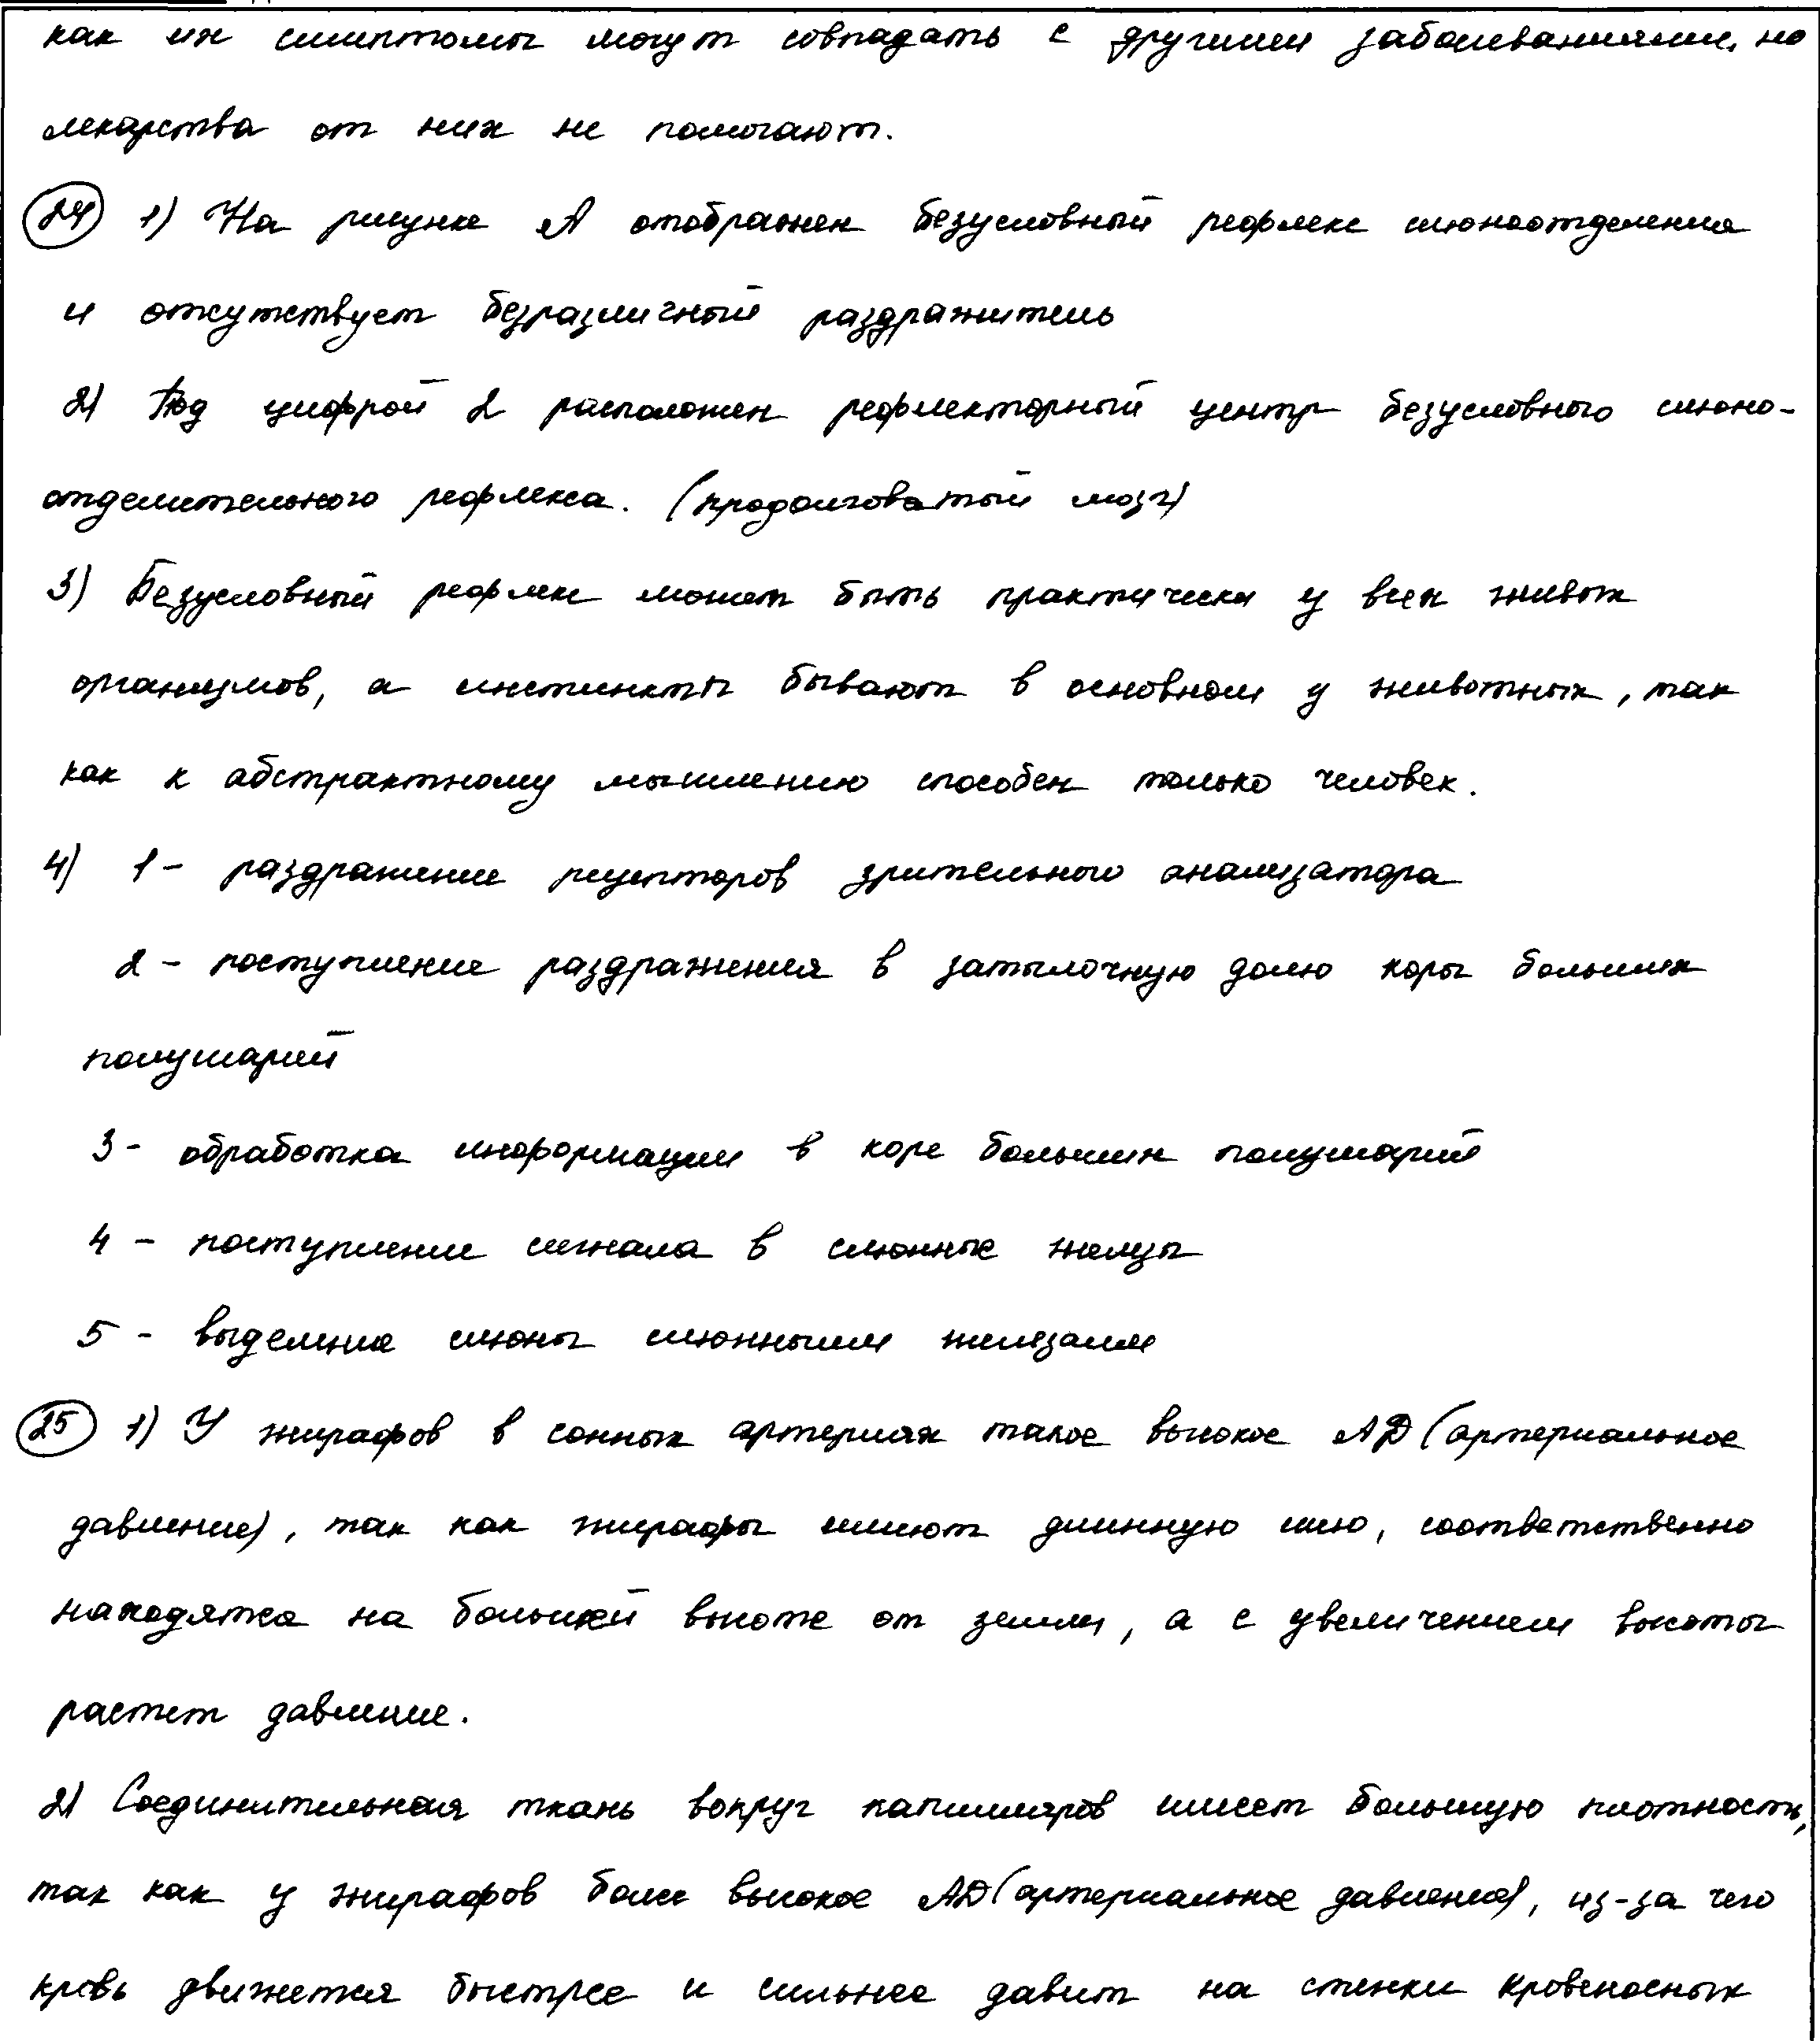 как их симптомы могут совпадать с другими заболеваниями, но
лекарства от них не помогают.
24 1) На рисунке А отображен безусловный рефлекс слюноотделения
и отсутствует безразличный раздражитель
2) Под цифрой 2 расположен рефлекторный центр безусловного слюно-
отделительного рефлекса. (продолговатый мозг)
3) Безусловный рефлекс может быть практически у всех живых
организмов, а инстинкты бывают в основном у животных, так
как к абстрактному мышлению способен только человек.
4) 1 - раздражение рецепторов зрительного анализатора
2 - поступление раздражения в затылочную долю коры больших
полушарий
3 - обработка информации в коре больших полушарий
4 - поступление сигнала в слюнные железы
5 - выделение слюны слюнными железами
25 1) У жирафов в сонных артериях такое высокое АД (артериальное
давление), так как жирафы имеют длинную шею, соответственно
находятся на большей высоте от земли, а с увеличением высоты
растет давление.
2) Соединительная ткань вокруг капилляров имеет большую плотность,
так как у жирафов более высокое АД (артериальное давление), из-за чего
кровь движется быстрее и сильнее давит на стенки кровеносных